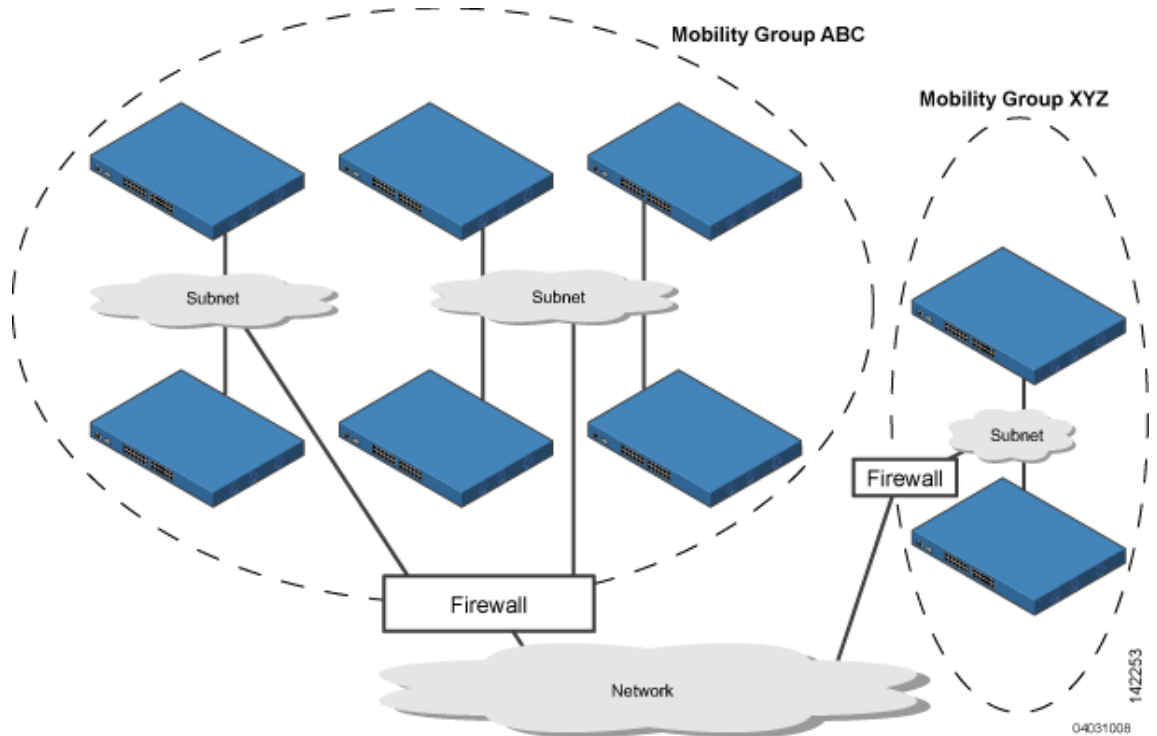 Mobility Group ABC
Mobility Group XYZ
Subnet
Subnet
Subnet
Firewall
Firewall
Network
142253
04031008